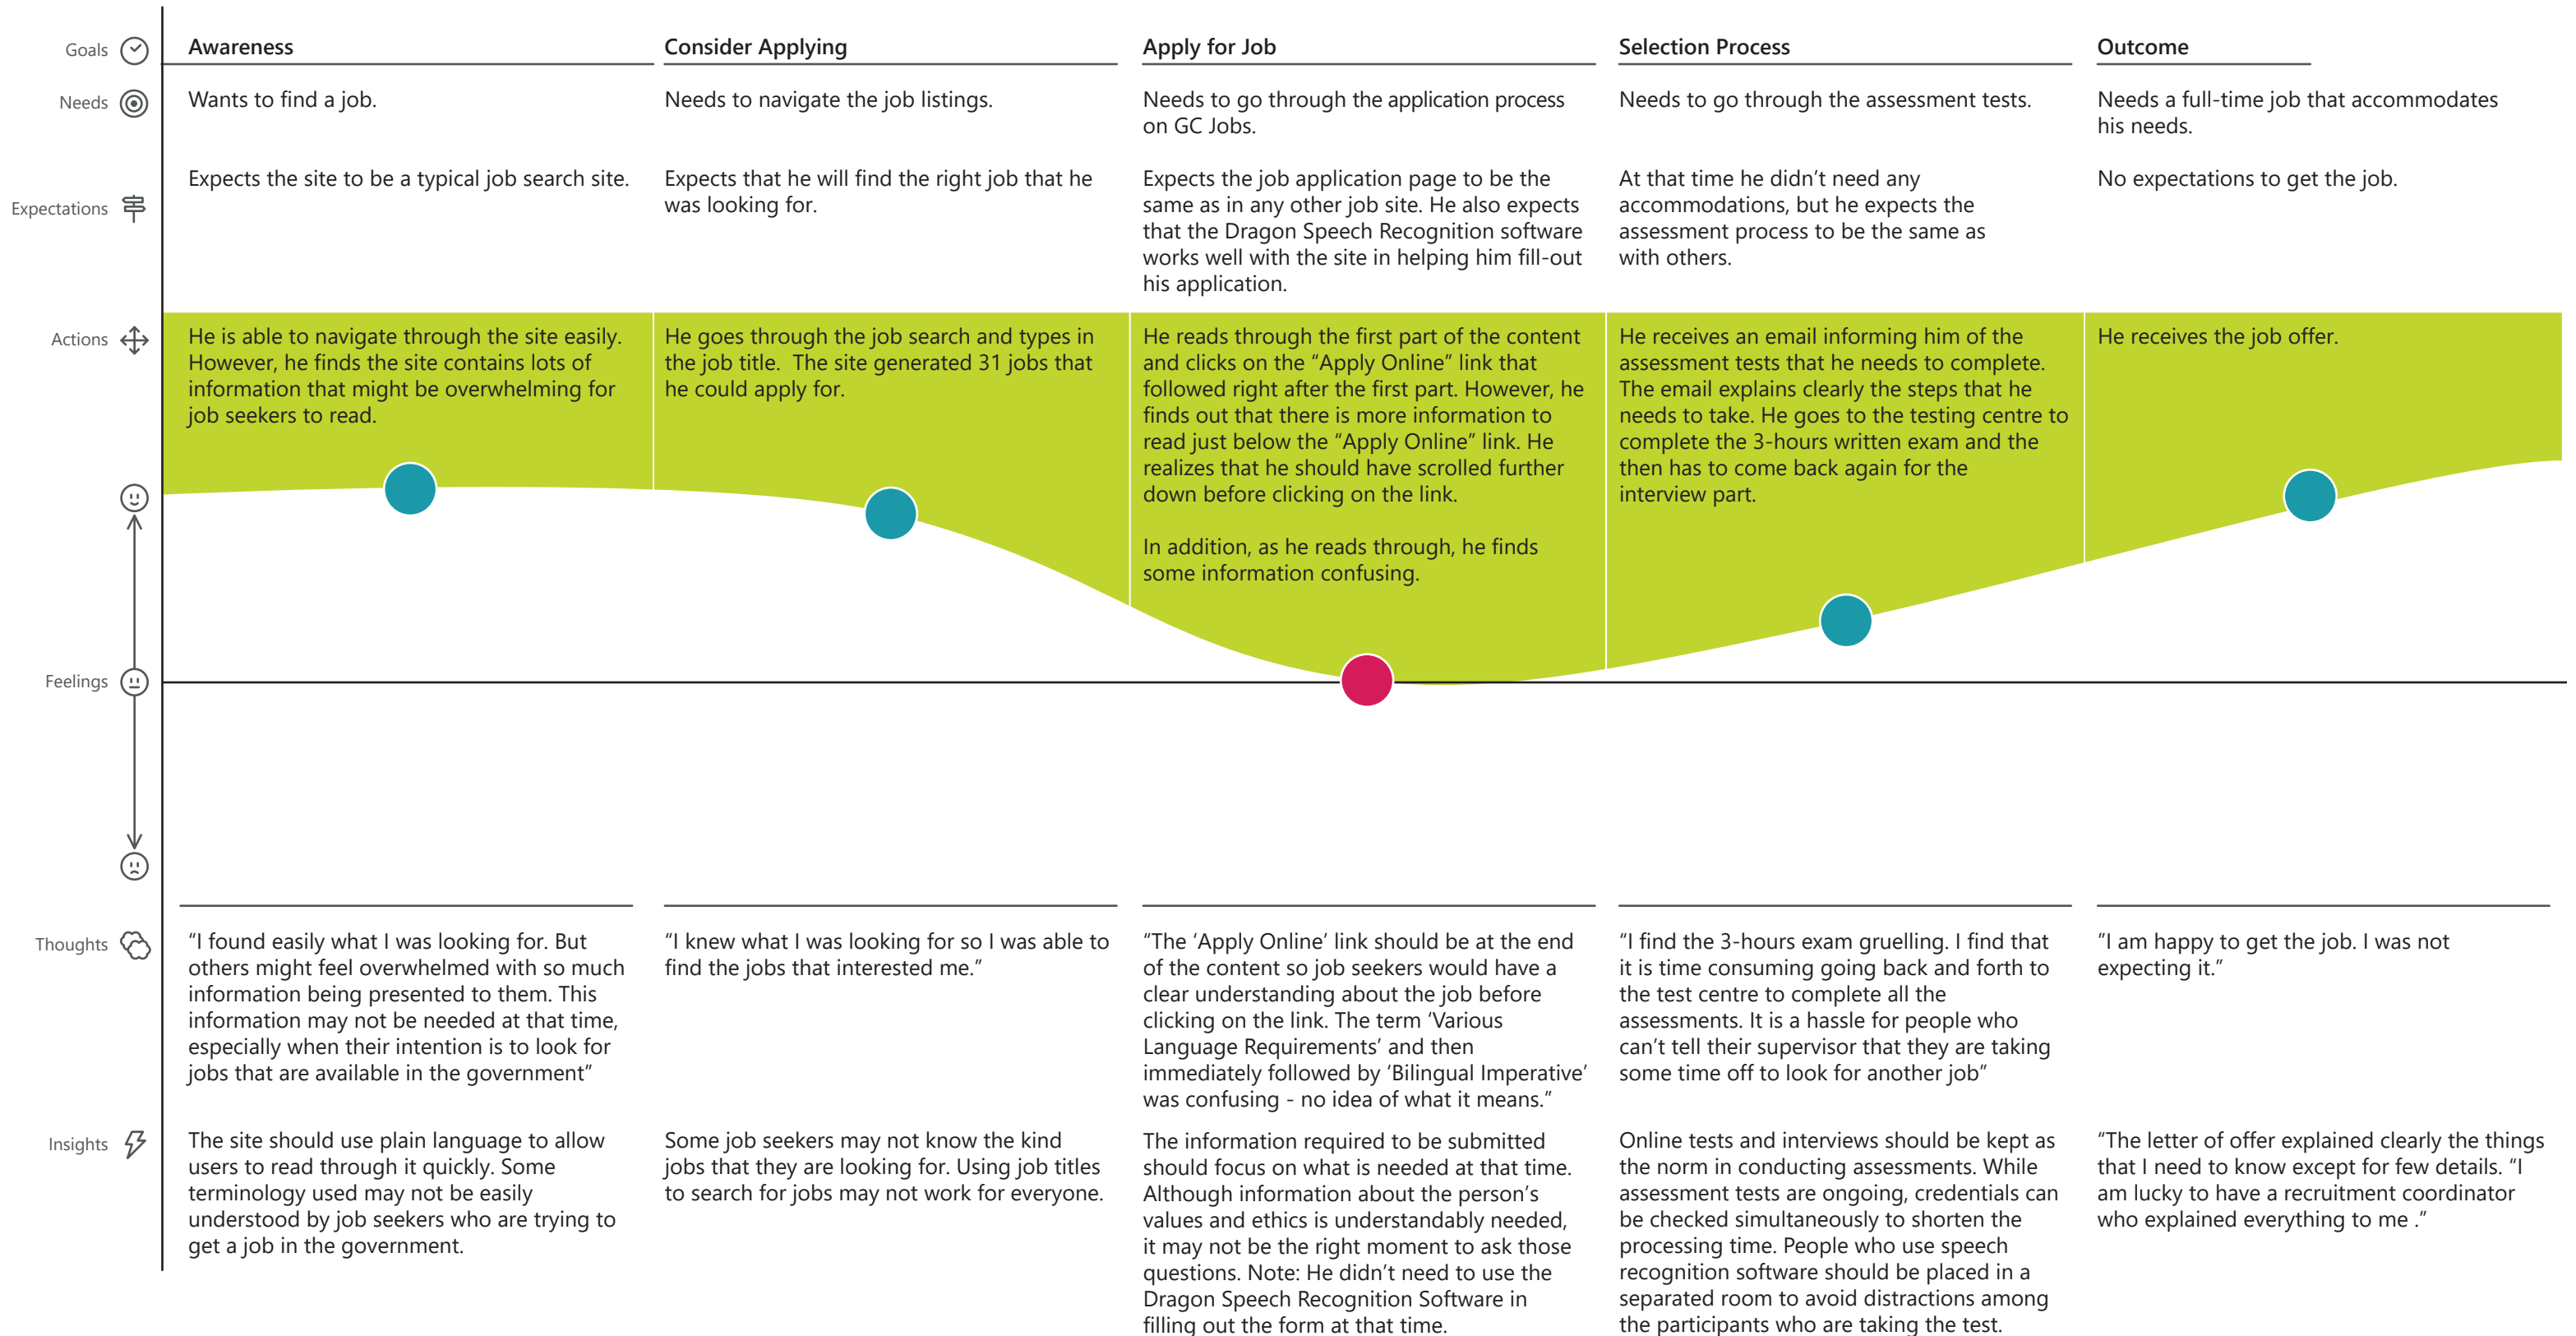 Goals
Awareness
Consider Applying
Apply for Job
Selection Process
Outcome
Needs
Wants to find a job.
Needs to navigate the job listings.
Needs to go through the application process
on GC Jobs.
Needs to go through the assessment tests.
Needs a full-time job that accommodates
his needs.
Expectations
Expects the site to be a typical job search site.
Expects that he will find the right job that he
was looking for.
Expects the job application page to be the
same as in any other job site. He also expects
that the Dragon Speech Recognition software
works well with the site in helping him fill-out
his application.
At that time he didn’t need any
accommodations, but he expects the
assessment process to be the same as
with others.
No expectations to get the job.
Actions
He is able to navigate through the site easily.
However, he finds the site contains lots of
information that might be overwhelming for
job seekers to read.
He goes through the job search and types in
the job title.  The site generated 31 jobs that
he could apply for.
He reads through the first part of the content
and clicks on the “Apply Online” link that
followed right after the first part. However, he
finds out that there is more information to
read just below the “Apply Online” link. He
realizes that he should have scrolled further
down before clicking on the link.
In addition, as he reads through, he finds
some information confusing.
He receives an email informing him of the
assessment tests that he needs to complete.
The email explains clearly the steps that he
needs to take. He goes to the testing centre to
complete the 3-hours written exam and the
then has to come back again for the
interview part.
He receives the job offer.
Feelings
Thoughts
“I found easily what I was looking for. But
others might feel overwhelmed with so much
information being presented to them. This
information may not be needed at that time,
especially when their intention is to look for
jobs that are available in the government”
“I knew what I was looking for so I was able to
find the jobs that interested me.”
“The ‘Apply Online’ link should be at the end
of the content so job seekers would have a
clear understanding about the job before
clicking on the link. The term ‘Various
Language Requirements’ and then
immediately followed by ‘Bilingual Imperative’
was confusing - no idea of what it means.”
“I find the 3-hours exam gruelling. I find that
it is time consuming going back and forth to
the test centre to complete all the
assessments. It is a hassle for people who
can’t tell their supervisor that they are taking
some time off to look for another job”
”I am happy to get the job. I was not
expecting it.”
Insights
The site should use plain language to allow
users to read through it quickly. Some
terminology used may not be easily
understood by job seekers who are trying to
get a job in the government.
Some job seekers may not know the kind
jobs that they are looking for. Using job titles
to search for jobs may not work for everyone.
The information required to be submitted
should focus on what is needed at that time.
Although information about the person’s
values and ethics is understandably needed,
it may not be the right moment to ask those
questions. Note: He didn’t need to use the
Dragon Speech Recognition Software in
filling out the form at that time.
Online tests and interviews should be kept as
the norm in conducting assessments. While
assessment tests are ongoing, credentials can
be checked simultaneously to shorten the
processing time. People who use speech
recognition software should be placed in a
separated room to avoid distractions among
the participants who are taking the test.
“The letter of offer explained clearly the things
that I need to know except for few details. “I
am lucky to have a recruitment coordinator
who explained everything to me .”